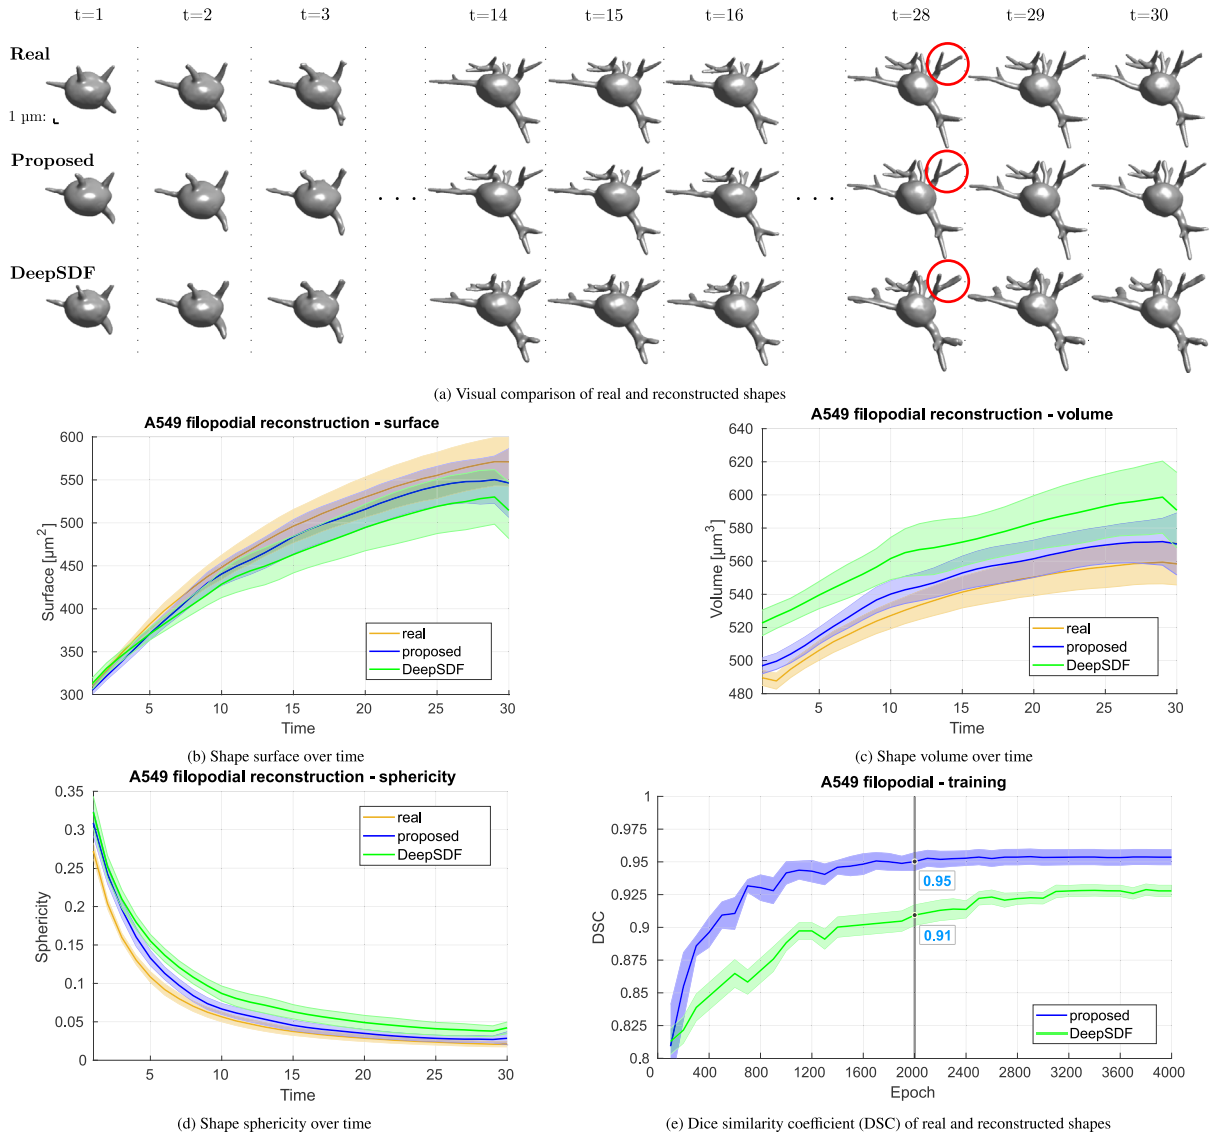 t=1 t=2 t=3 t=14 t=15 t=16 t=28 t=29 t=30
Real
1 µm:
Proposed
. . . . . .
DeepSDF
(a) Visual comparison of real and reconstructed shapes
A549 filopodial reconstruction - surface
600
550
500
450
400
350
300
Surface [µm²]
real
proposed
DeepSDF
5 10 15 20 25 30
Time
(b) Shape surface over time
A549 filopodial reconstruction - volume
640
620
600
580
560
540
520
500
480
Volume [µm³]
real
proposed
DeepSDF
5 10 15 20 25 30
Time
(c) Shape volume over time
A549 filopodial reconstruction - sphericity
0.35
0.3
0.25
0.2
0.15
0.1
0.05
0
Sphericity
real
proposed
DeepSDF
5 10 15 20 25 30
Time
(d) Shape sphericity over time
A549 filopodial - training
1
0.975
0.95
0.925
0.9
0.875
0.85
0.825
0.8
DSC
0.95
0.91
proposed
DeepSDF
0 400 800 1200 1600 2000 2400 2800 3200 3600 4000
Epoch
(e) Dice similarity coefficient (DSC) of real and reconstructed shapes